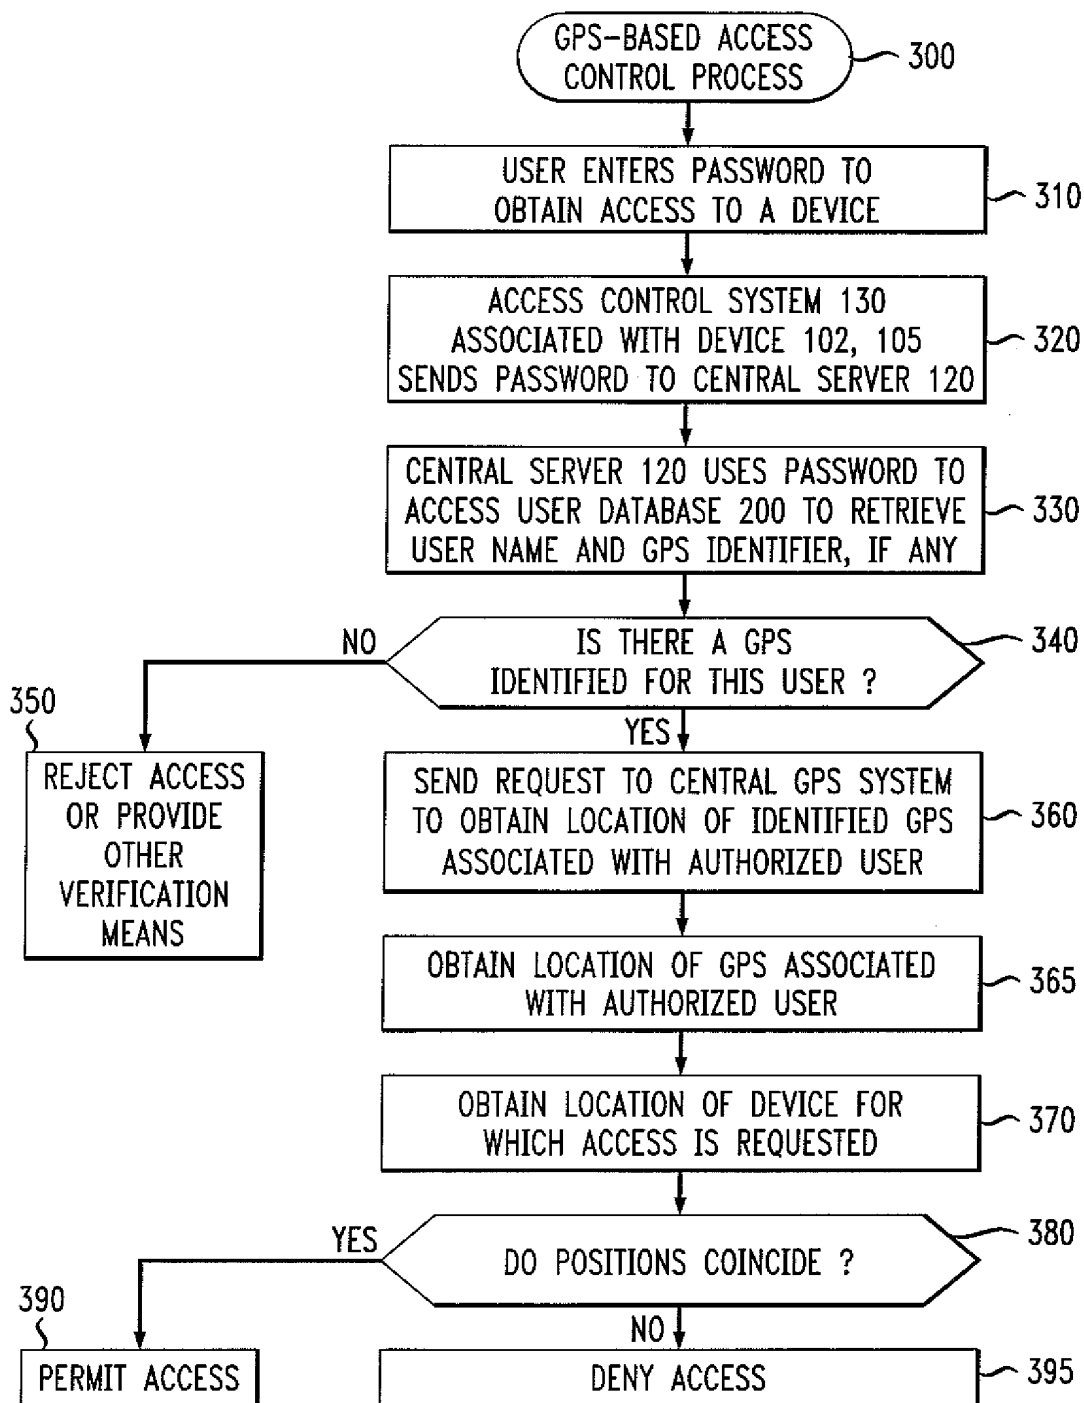 GPS-BASED ACCESS
CONTROL PROCESS
300
USER ENTERS PASSWORD TO
OBTAIN ACCESS TO A DEVICE
310
ACCESS CONTROL SYSTEM 130
ASSOCIATED WITH DEVICE 102, 105
SENDS PASSWORD TO CENTRAL SERVER 120
320
CENTRAL SERVER 120 USES PASSWORD TO
ACCESS USER DATABASE 200 TO RETRIEVE
USER NAME AND GPS IDENTIFIER, IF ANY
330
IS THERE A GPS
IDENTIFIED FOR THIS USER ?
340
NO
YES
350
REJECT ACCESS
OR PROVIDE
OTHER
VERIFICATION
MEANS
SEND REQUEST TO CENTRAL GPS SYSTEM
TO OBTAIN LOCATION OF IDENTIFIED GPS
ASSOCIATED WITH AUTHORIZED USER
360
OBTAIN LOCATION OF GPS ASSOCIATED
WITH AUTHORIZED USER
365
OBTAIN LOCATION OF DEVICE FOR
WHICH ACCESS IS REQUESTED
370
DO POSITIONS COINCIDE ?
380
YES
NO
390
PERMIT ACCESS
DENY ACCESS
395